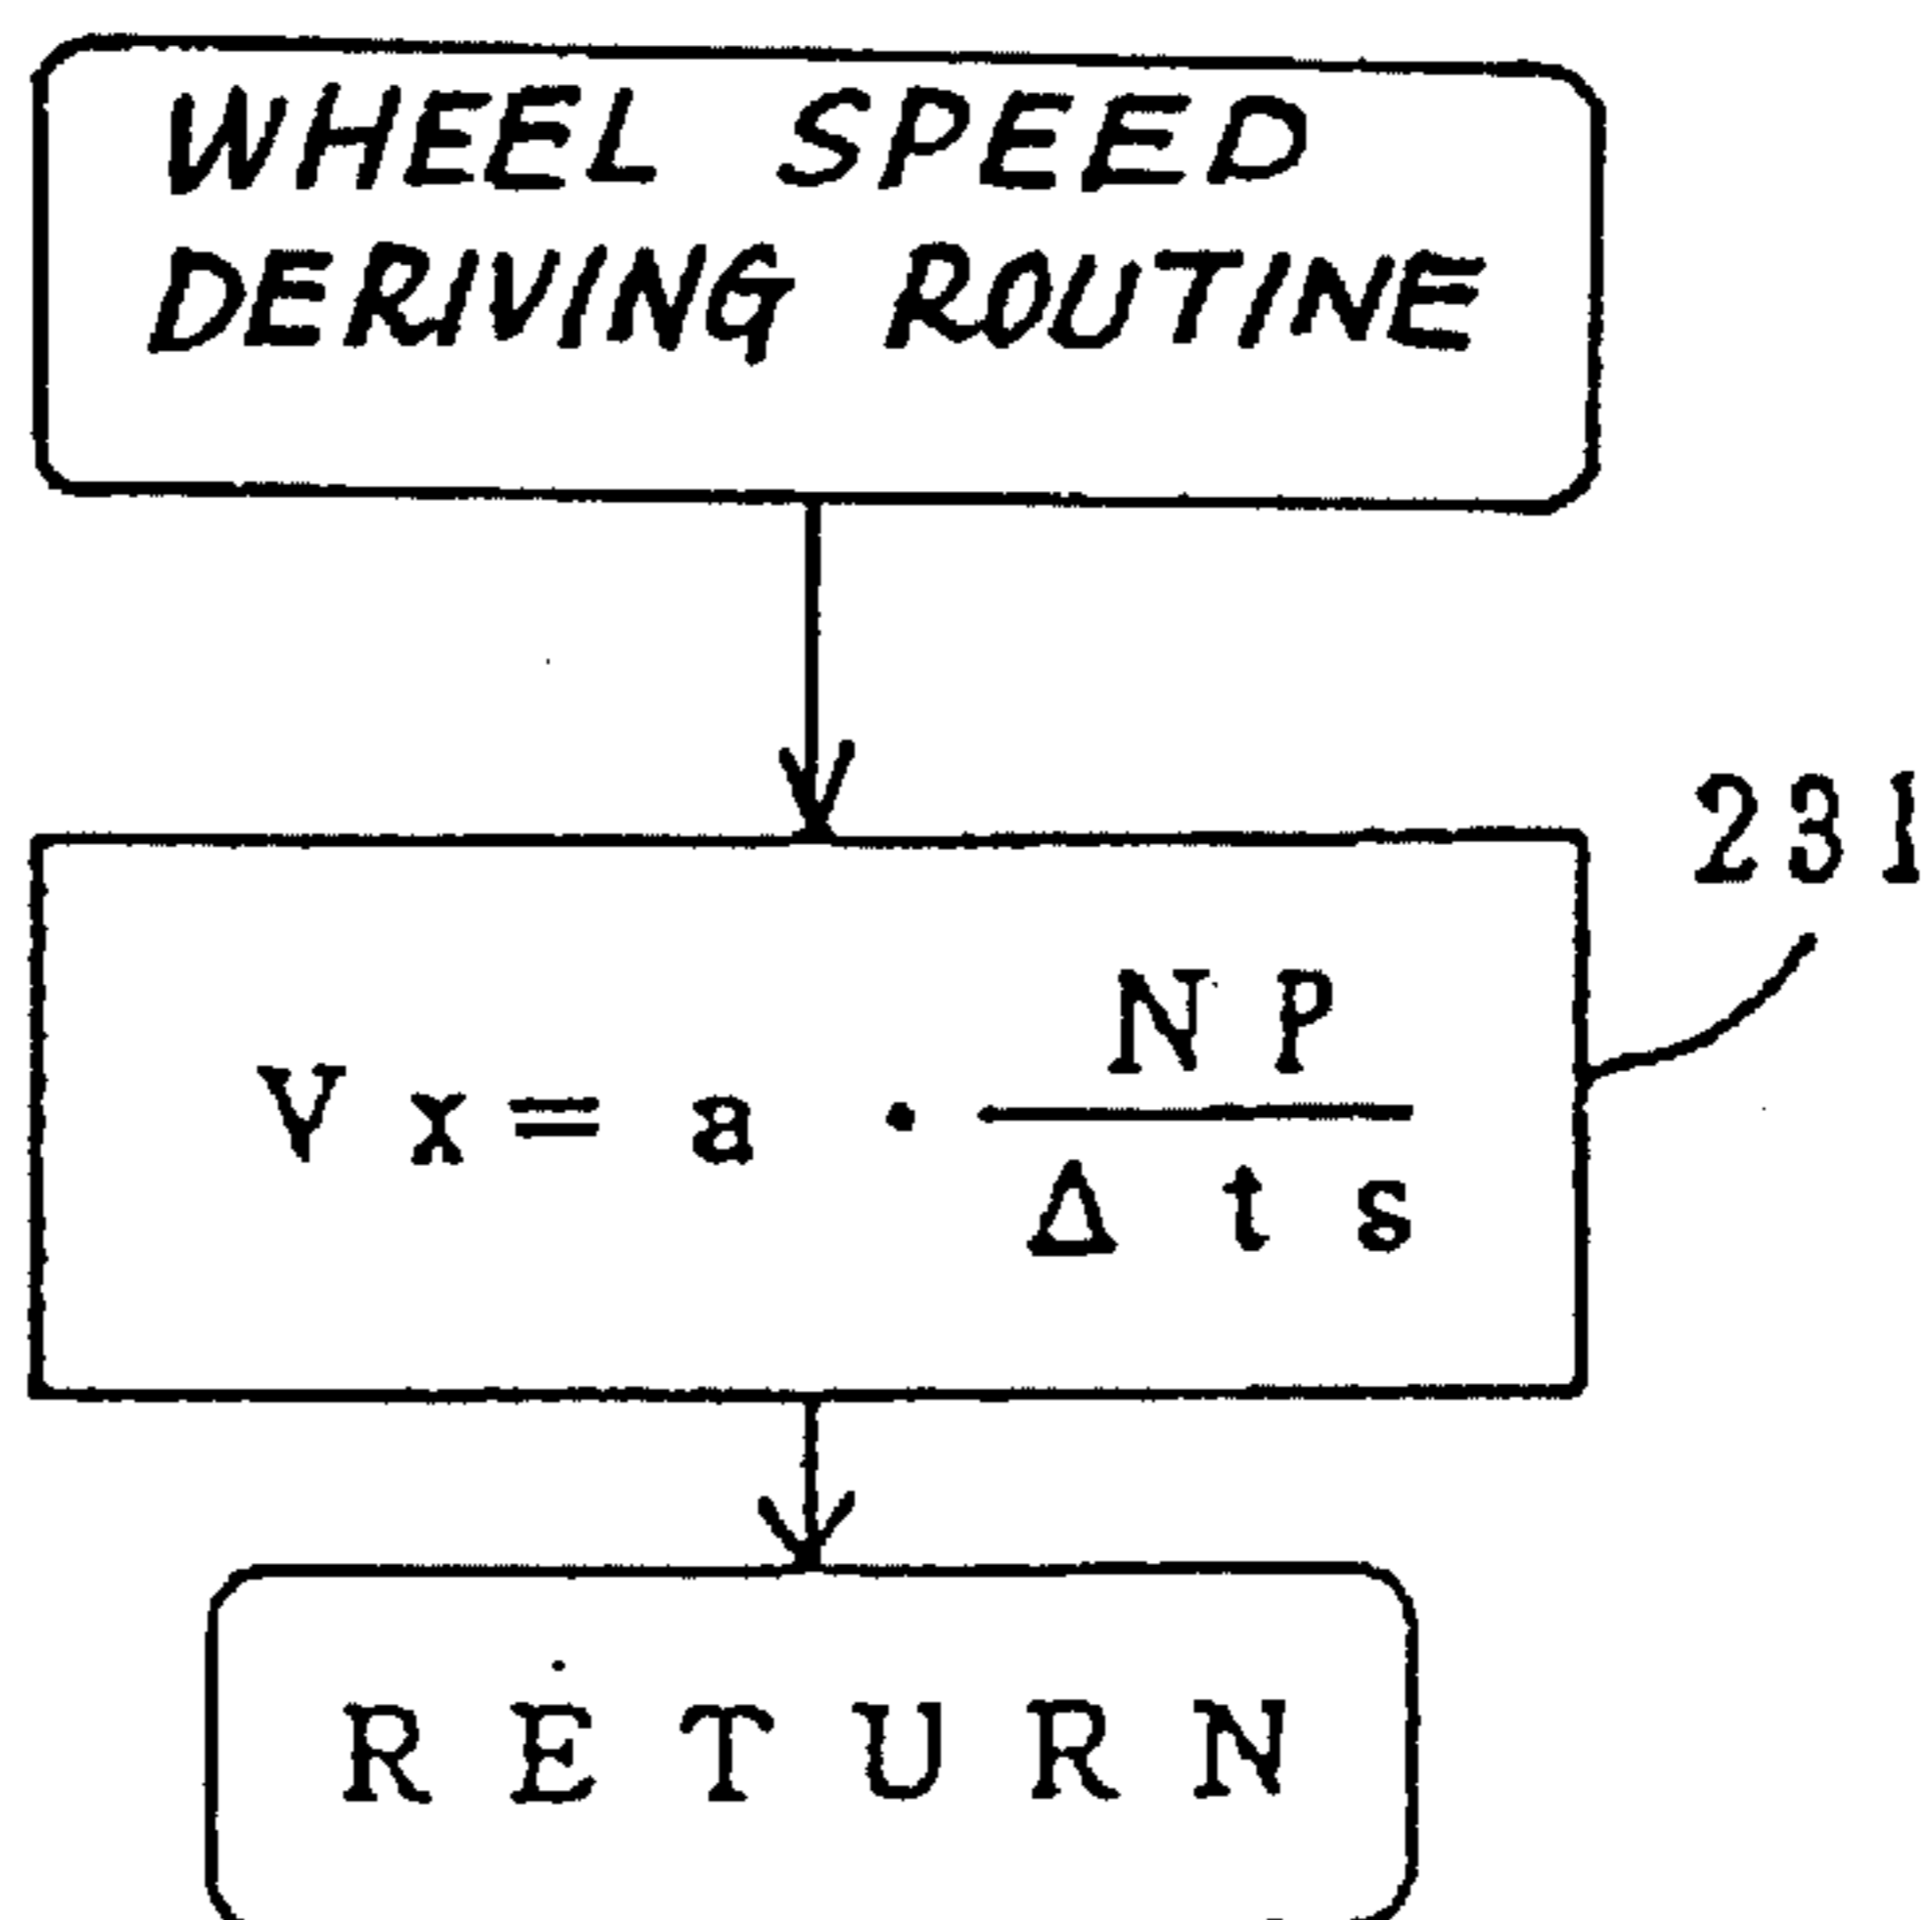 WHEEL SPEED
DERIVING ROUTINE
231
Vx = a · NP
Δts
RETURN